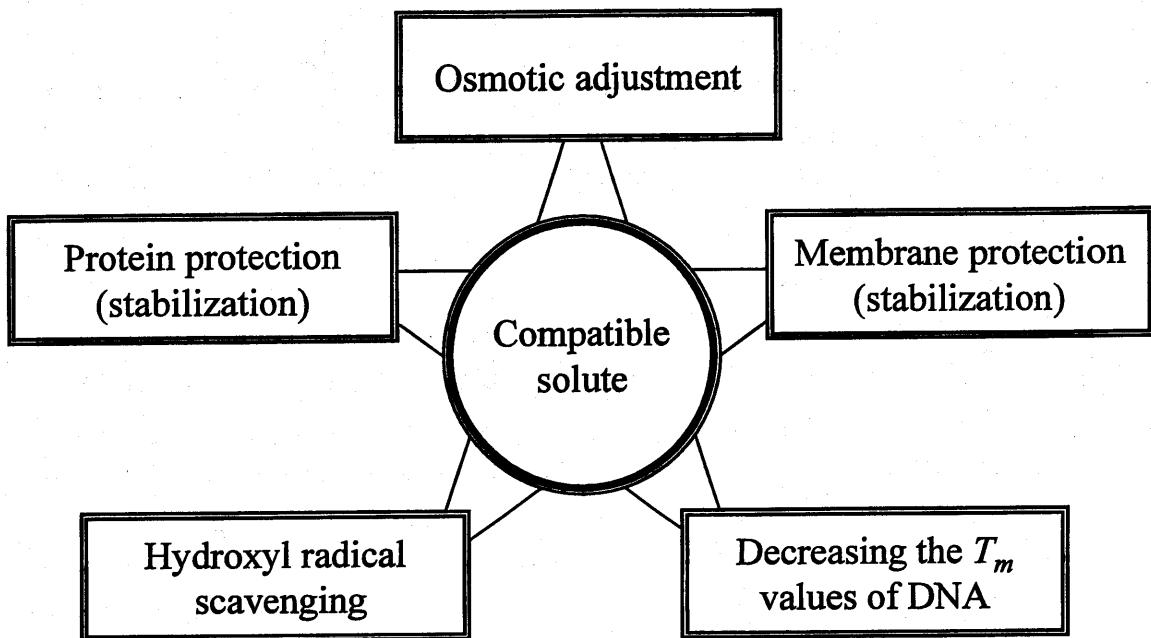 Osmotic adjustment
Protein protection
(stabilization)
Membrane protection
(stabilization)
Compatible
solute
Hydroxyl radical
scavenging
Decreasing the Tm
values of DNA